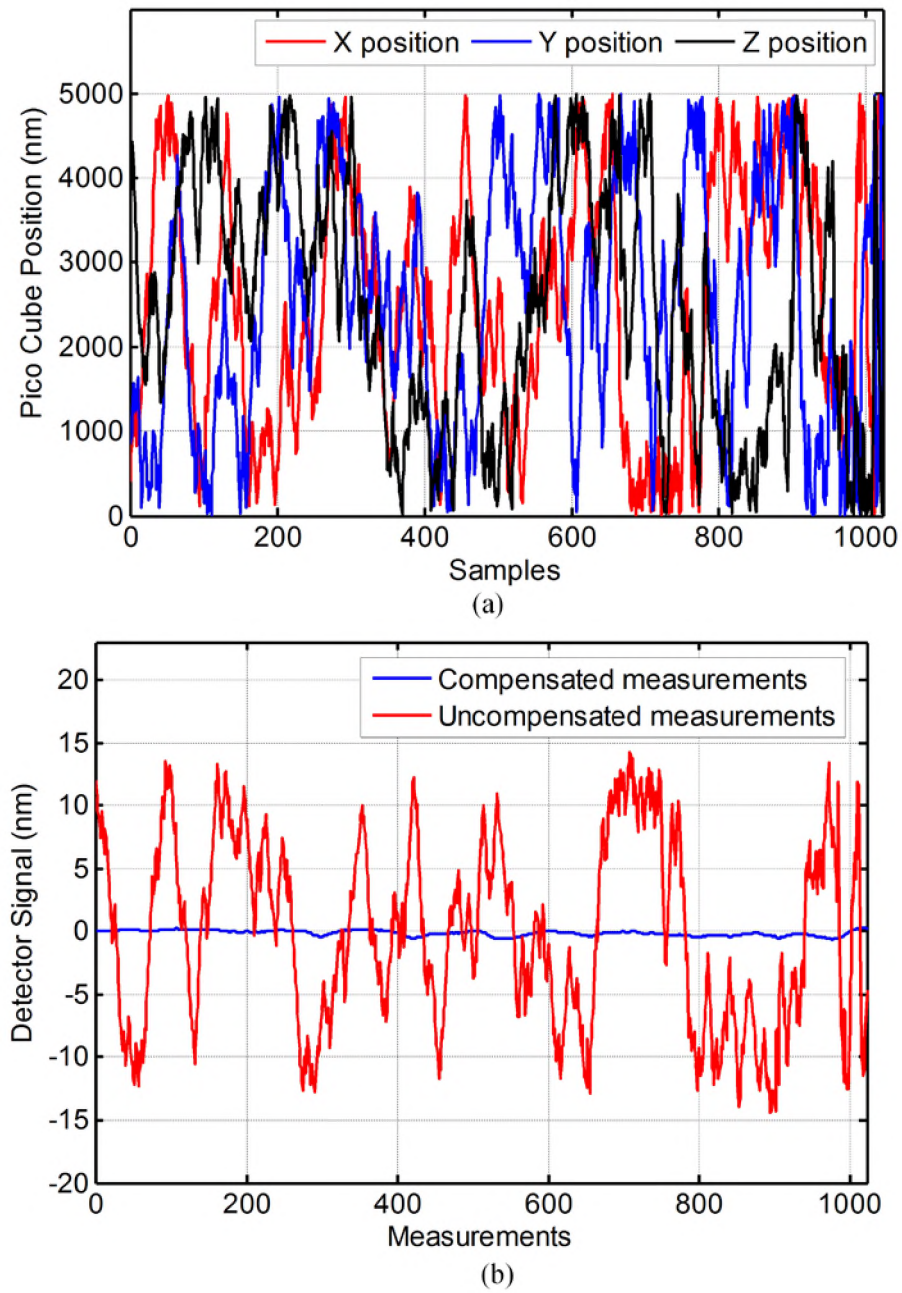 X position Y position Z position
5000
4000
3000
2000
1000
0
Pico Cube Position (nm)
0 200 400 600 800 1000
Samples
(a)
Compensated measurements
Uncompensated measurements
20
15
10
5
0
-5
-10
-15
-20
Detector Signal (nm)
0 200 400 600 800 1000
Measurements
(b)